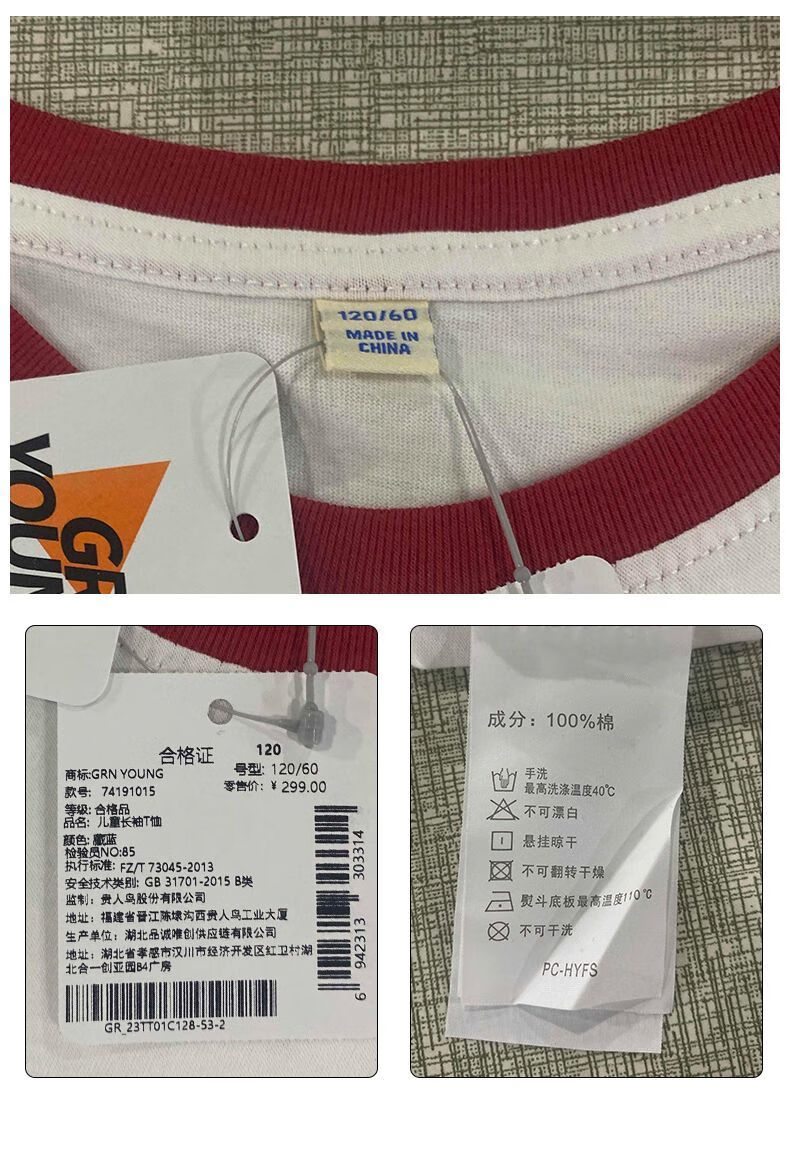 120/60
MADE IN
CHINA
GR
YOUN
合格证
120
商标:GRN YOUNG
号型: 120/60
款号: 74191015
零售价: ¥ 299.00
等级: 合格品
品名: 儿童长袖T恤
颜色: 藏蓝
检验员NO:85
执行标准: FZ/T 73045-2013
安全技术类别: GB 31701-2015 B类
监制: 贵人鸟股份有限公司
地址: 福建省晋江陈埭沟西贵人鸟工业大厦
生产单位: 湖北品诚唯创供应链有限公司
地址: 湖北省孝感市汉川市经济开发区红卫村湖
北合一创业园B4厂房
GR_23TT01C128-53-2
6 942313 303314
成分: 100%棉
手洗
最高洗涤温度40℃
不可漂白
悬挂晾干
不可翻转干燥
熨斗底板最高温度110℃
不可干洗
PC-HYFS